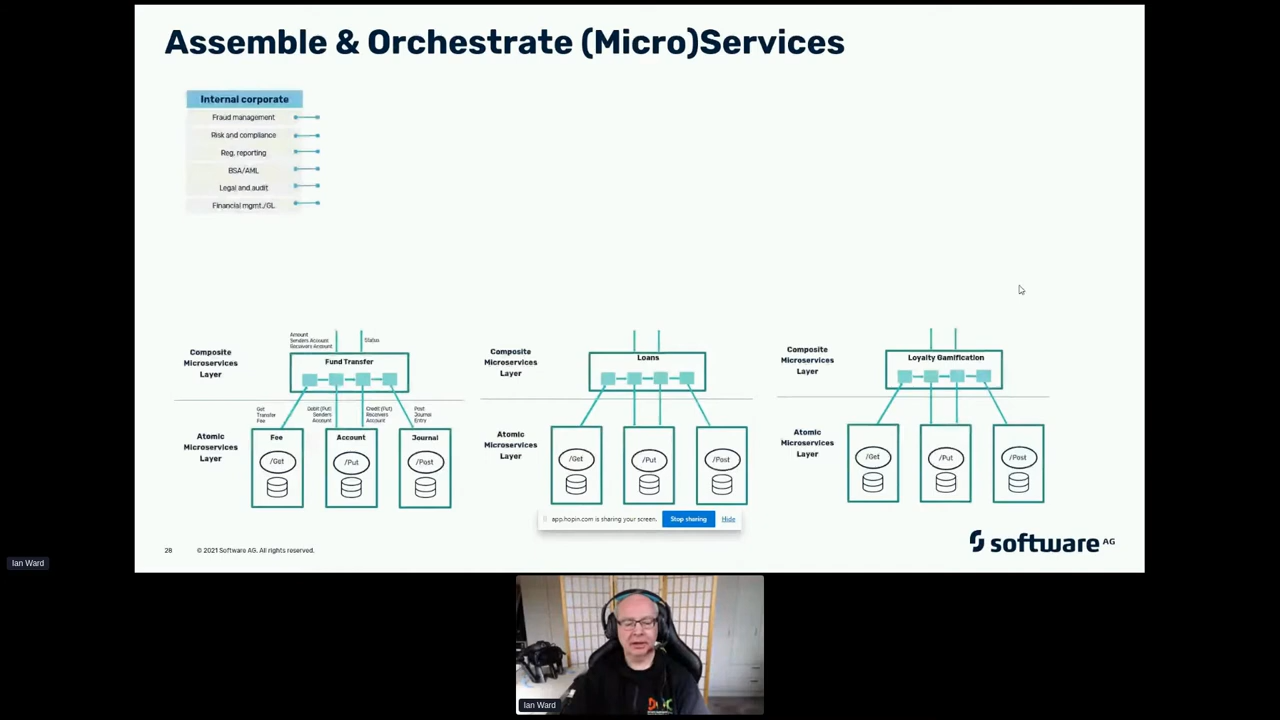 Assemble & Orchestrate (Micro)Services
Internal corporate
Fraud management
Risk and compliance
Reg, reporting
BSA/AML
Legal and audit
Financial mgmt./GL
Composite
Microservices
Layer
Amount
Senders Account
Receivers Account
Status
Fund Transfer
Get
Transfer
Fee
Debit (Put)
Senders
Account
Credit (Put)
Receivers
Account
Post
Journal
Entry
Atomic
Microservices
Layer
Fee
/Get
Account
/Put
Journal
/Post
Composite
Microservices
Layer
Loans
Atomic
Microservices
Layer
/Get
/Put
/Post
Composite
Microservices
Layer
Loyalty Gamification
Atomic
Microservices
Layer
/Get
/Put
/Post
app.hopin.com is sharing your screen.
Stop sharing
Hide
28
© 2021 Software AG. All rights reserved.
software AG
Ian Ward
Ian Ward